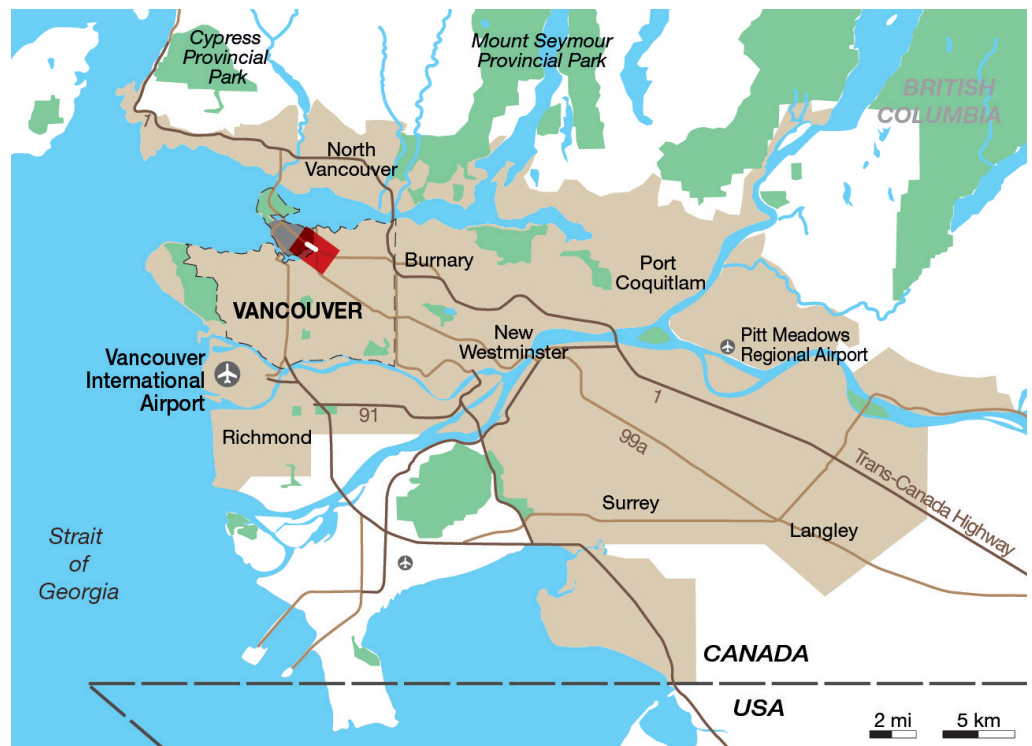 Cypress
Provincial
Park
Mount Seymour
Provincial Park
BRITISH
COLUMBIA
1
North
Vancouver
Burnary
Port
Coquitlam
VANCOUVER
New
Westminster
Pitt Meadows
Regional Airport
Vancouver
International
Airport
91
1
Richmond
99a
Trans-Canada Highway
Surrey
Langley
Strait
of
Georgia
CANADA
USA
2 mi
5 km